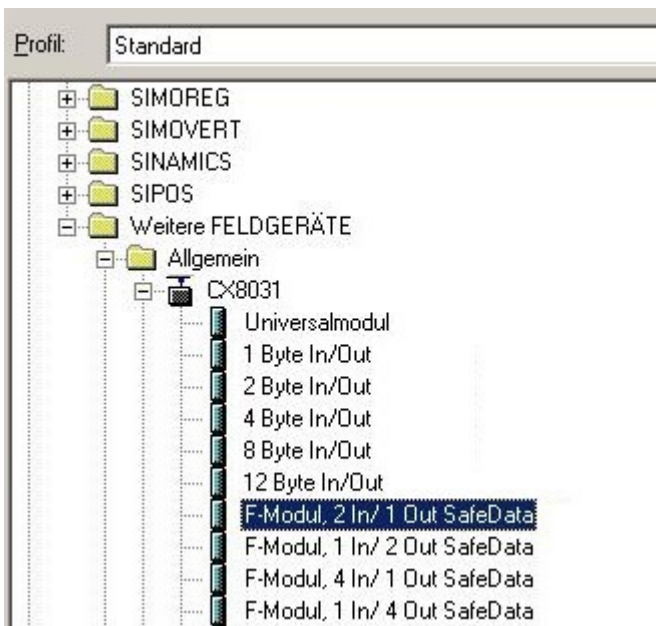 Profil: Standard
SIMOREG
SIMOVERT
SINAMICS
SIPOS
Weitere FELDGERÄTE
Allgemein
CX8031
Universalmodul
1 Byte In/Out
2 Byte In/Out
4 Byte In/Out
8 Byte In/Out
12 Byte In/Out
F-Modul, 2 In/ 1 Out SafeData
F-Modul, 1 In/ 2 Out SafeData
F-Modul, 4 In/ 1 Out SafeData
F-Modul, 1 In/ 4 Out SafeData